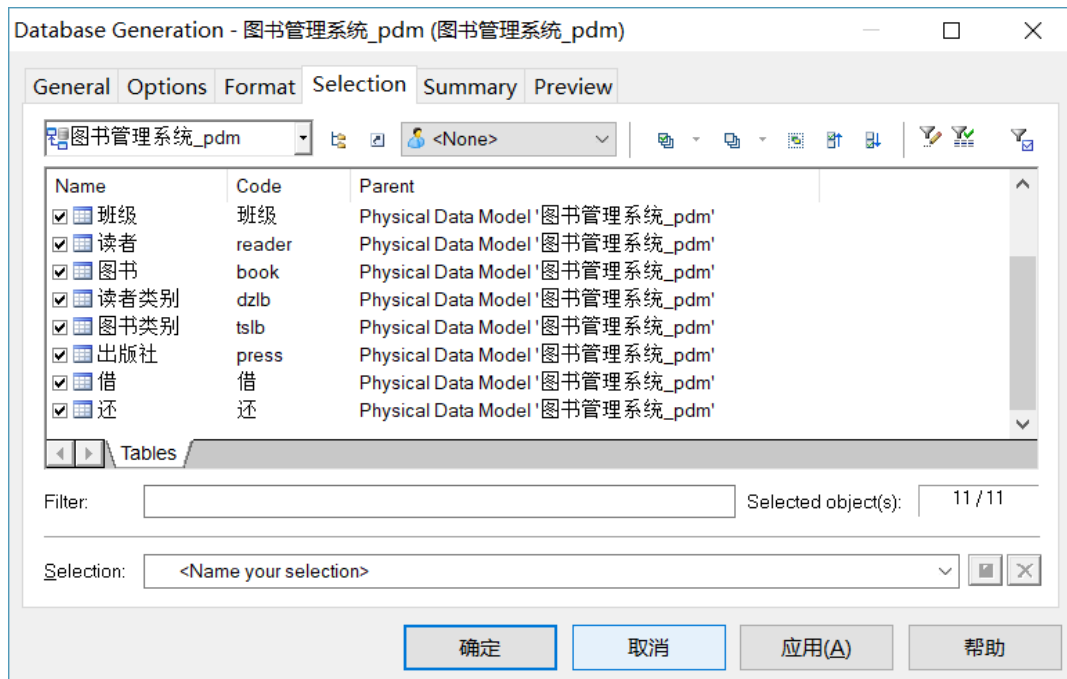 Database Generation - 图书管理系统_pdm (图书管理系统_pdm)
General Options Format Selection Summary Preview
图书管理系统_pdm <None>
Name Code Parent
班级 班级 Physical Data Model '图书管理系统_pdm'
读者 reader Physical Data Model '图书管理系统_pdm'
图书 book Physical Data Model '图书管理系统_pdm'
读者类别 dzlb Physical Data Model '图书管理系统_pdm'
图书类别 tslb Physical Data Model '图书管理系统_pdm'
出版社 press Physical Data Model '图书管理系统_pdm'
借 借 Physical Data Model '图书管理系统_pdm'
还 还 Physical Data Model '图书管理系统_pdm'
Tables
Filter: Selected object(s): 11/11
Selection: <Name your selection>
确定 取消 应用(A) 帮助